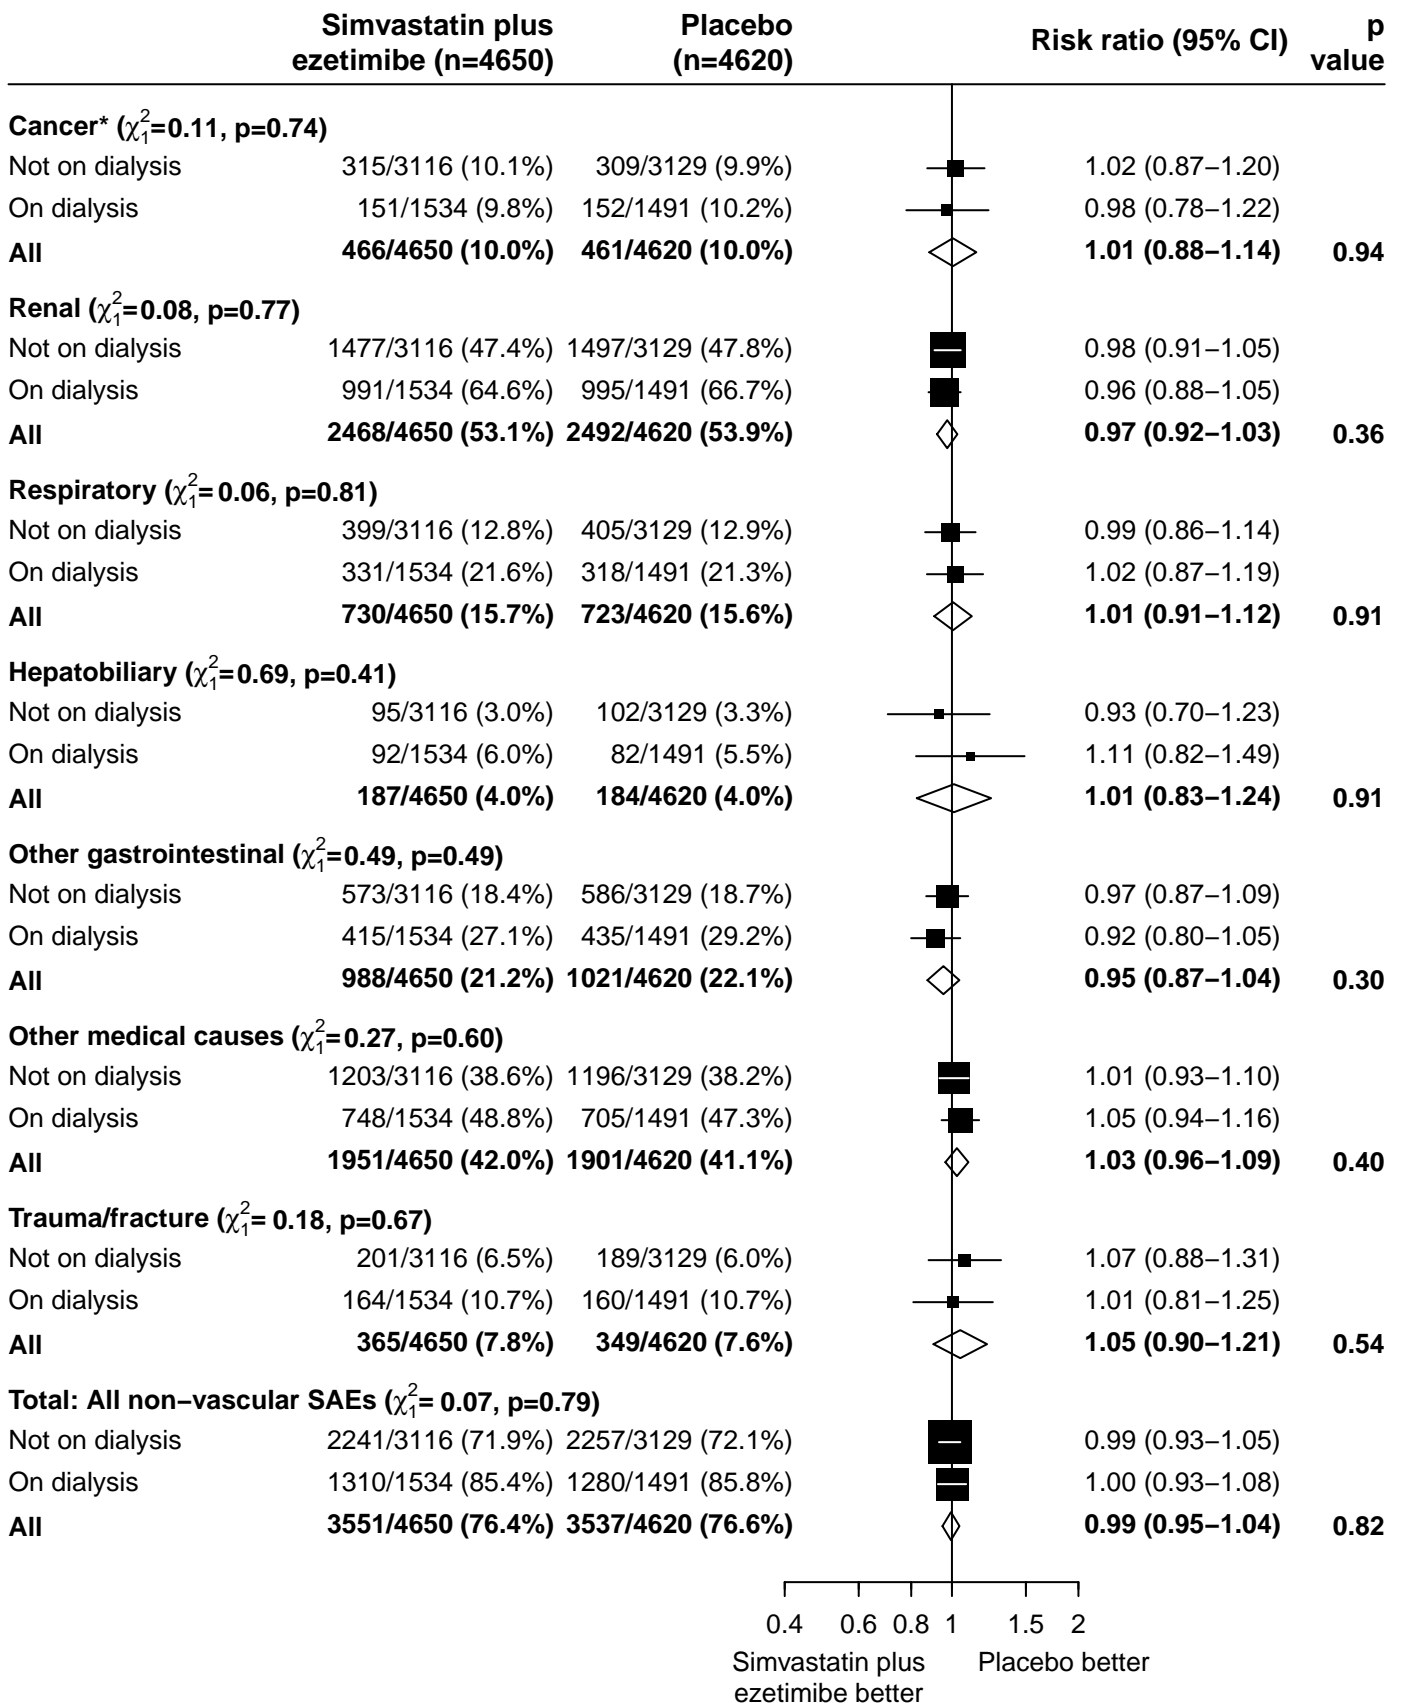 Simvastatin plus ezetimibe (n=4650) Placebo (n=4620) Risk ratio (95% CI) p value
Cancer* (χ²₁=0.11, p=0.74)
Not on dialysis 315/3116 (10.1%) 309/3129 (9.9%) 1.02 (0.87–1.20)
On dialysis 151/1534 (9.8%) 152/1491 (10.2%) 0.98 (0.78–1.22)
All 466/4650 (10.0%) 461/4620 (10.0%) 1.01 (0.88–1.14) 0.94
Renal (χ²₁=0.08, p=0.77)
Not on dialysis 1477/3116 (47.4%) 1497/3129 (47.8%) 0.98 (0.91–1.05)
On dialysis 991/1534 (64.6%) 995/1491 (66.7%) 0.96 (0.88–1.05)
All 2468/4650 (53.1%) 2492/4620 (53.9%) 0.97 (0.92–1.03) 0.36
Respiratory (χ²₁= 0.06, p=0.81)
Not on dialysis 399/3116 (12.8%) 405/3129 (12.9%) 0.99 (0.86–1.14)
On dialysis 331/1534 (21.6%) 318/1491 (21.3%) 1.02 (0.87–1.19)
All 730/4650 (15.7%) 723/4620 (15.6%) 1.01 (0.91–1.12) 0.91
Hepatobiliary (χ²₁=0.69, p=0.41)
Not on dialysis 95/3116 (3.0%) 102/3129 (3.3%) 0.93 (0.70–1.23)
On dialysis 92/1534 (6.0%) 82/1491 (5.5%) 1.11 (0.82–1.49)
All 187/4650 (4.0%) 184/4620 (4.0%) 1.01 (0.83–1.24) 0.91
Other gastrointestinal (χ²₁=0.49, p=0.49)
Not on dialysis 573/3116 (18.4%) 586/3129 (18.7%) 0.97 (0.87–1.09)
On dialysis 415/1534 (27.1%) 435/1491 (29.2%) 0.92 (0.80–1.05)
All 988/4650 (21.2%) 1021/4620 (22.1%) 0.95 (0.87–1.04) 0.30
Other medical causes (χ²₁=0.27, p=0.60)
Not on dialysis 1203/3116 (38.6%) 1196/3129 (38.2%) 1.01 (0.93–1.10)
On dialysis 748/1534 (48.8%) 705/1491 (47.3%) 1.05 (0.94–1.16)
All 1951/4650 (42.0%) 1901/4620 (41.1%) 1.03 (0.96–1.09) 0.40
Trauma/fracture (χ²₁= 0.18, p=0.67)
Not on dialysis 201/3116 (6.5%) 189/3129 (6.0%) 1.07 (0.88–1.31)
On dialysis 164/1534 (10.7%) 160/1491 (10.7%) 1.01 (0.81–1.25)
All 365/4650 (7.8%) 349/4620 (7.6%) 1.05 (0.90–1.21) 0.54
Total: All non–vascular SAEs (χ²₁= 0.07, p=0.79)
Not on dialysis 2241/3116 (71.9%) 2257/3129 (72.1%) 0.99 (0.93–1.05)
On dialysis 1310/1534 (85.4%) 1280/1491 (85.8%) 1.00 (0.93–1.08)
All 3551/4650 (76.4%) 3537/4620 (76.6%) 0.99 (0.95–1.04) 0.82
0.4 0.6 0.8 1 1.5 2
Simvastatin plus Placebo better
ezetimibe better